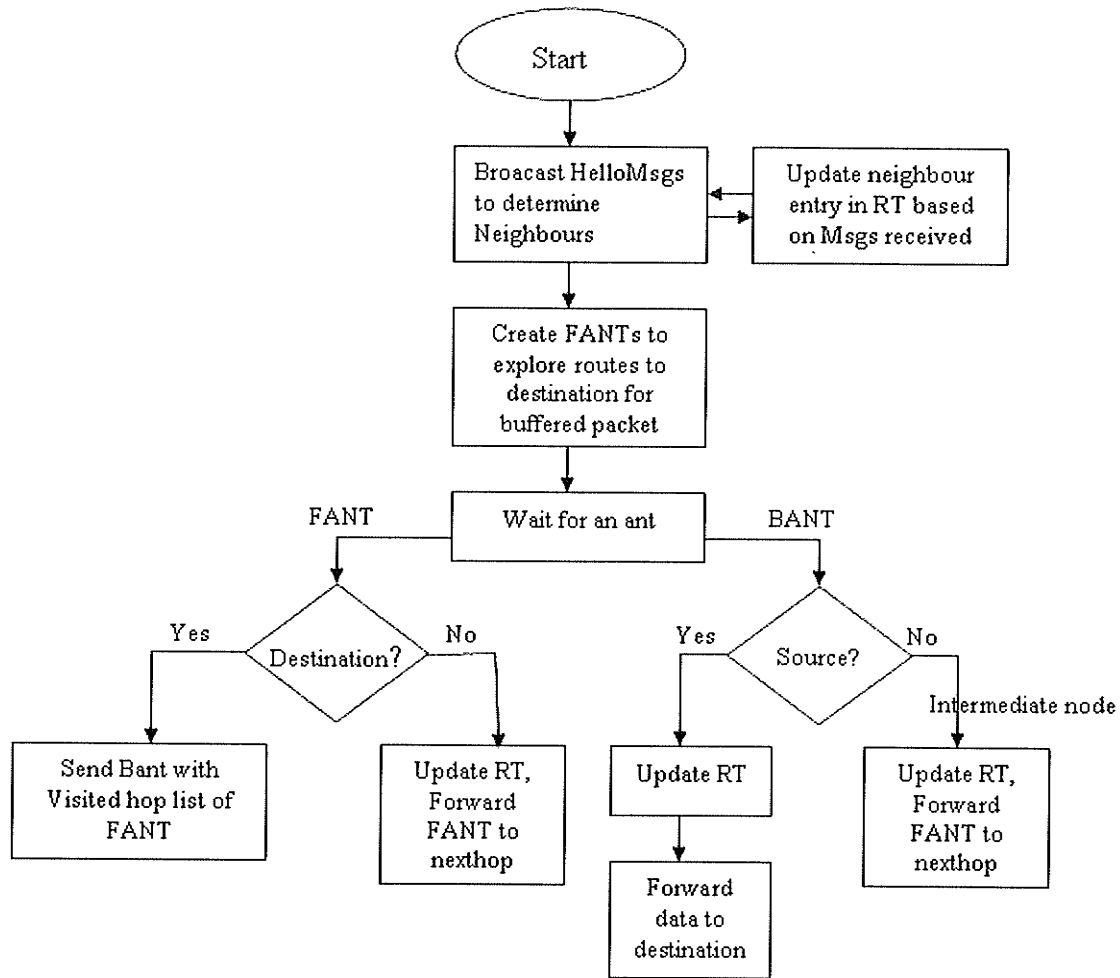 Start
Broacast HelloMsgs
to determine
Neighbours
Update neighbour
entry in RT based
on Msgs received
Create FANTs to
explore routes to
destination for
buffered packet
Wait for an ant
FANT
BANT
Destination?
Yes
No
Source?
Yes
No
Intermediate node
Send Bant with
Visited hop list of
FANT
Update RT,
Forward
FANT to
nexthop
Update RT
Forward
data to
destination
Update RT,
Forward
FANT to
nexthop